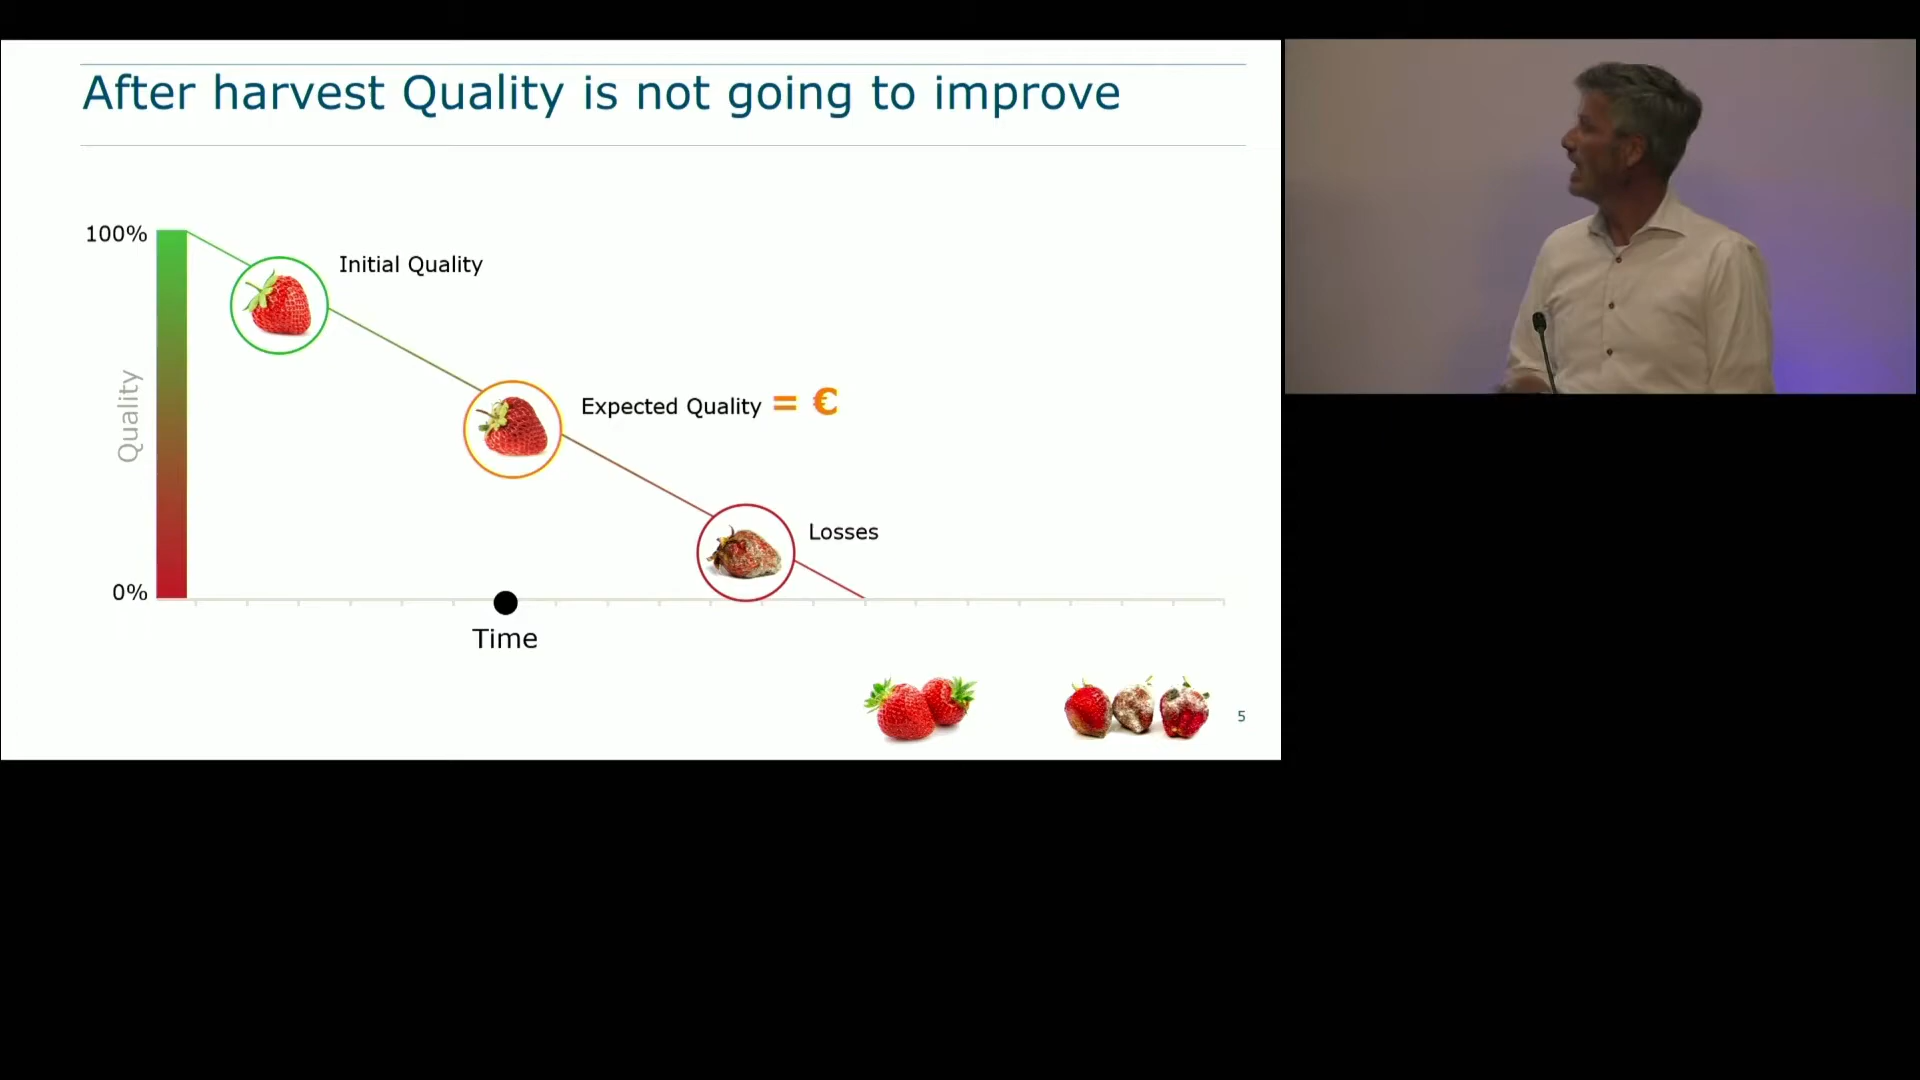 After harvest Quality is not going to improve
100%
Initial Quality
Quality
Expected Quality = €
Losses
0%
Time
5